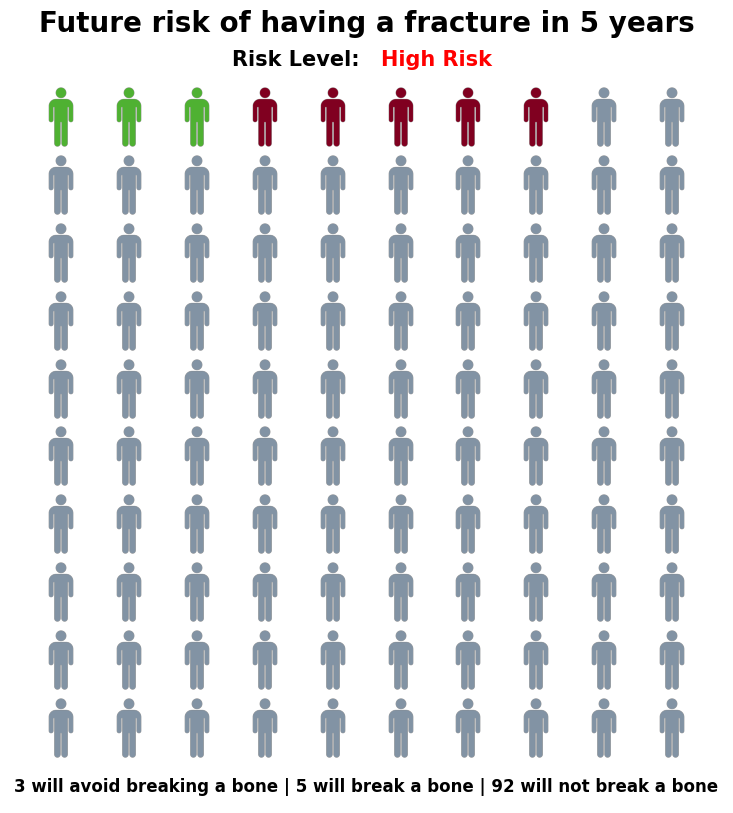 Future risk of having a fracture in 5 years
Risk Level: High Risk
3 will avoid breaking a bone | 5 will break a bone | 92 will not break a bone